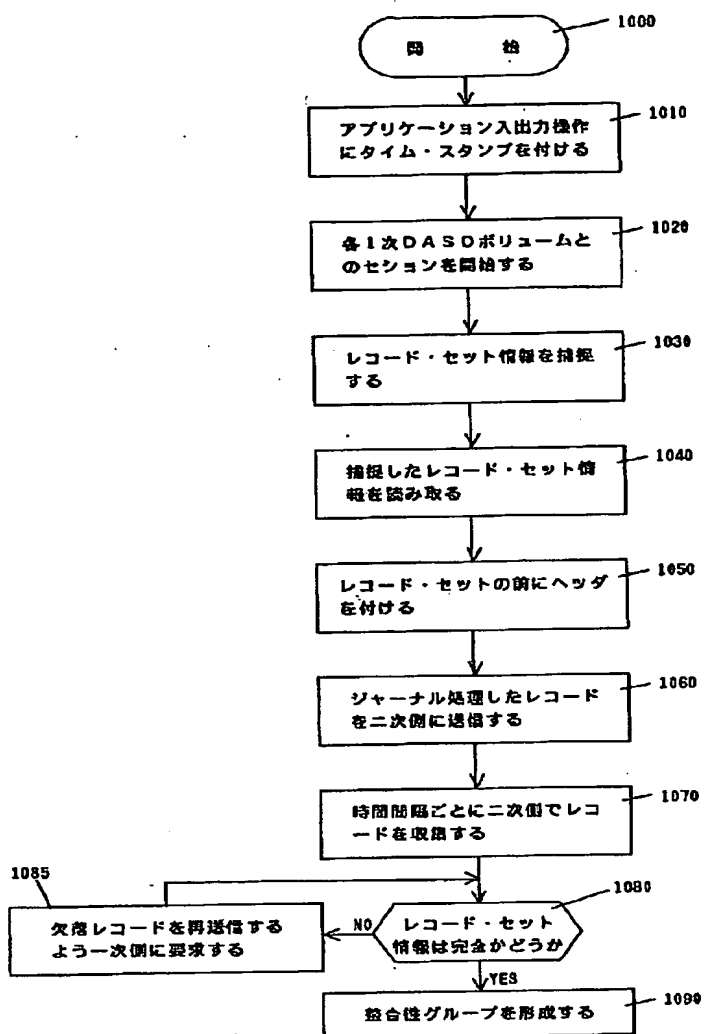 1000
開 始
1010
アプリケーション入出力操作
にタイム・スタンプを付ける
1020
各1次DASDボリュームと
のセションを開始する
1030
レコード・セット情報を捕捉
する
1040
捕捉したレコード・セット情
報を読み取る
1050
レコード・セットの前にヘッダ
を付ける
1060
ジャーナル処理したレコード
を二次側に送信する
1070
時間間隔ごとに二次側でレコ
ードを収集する
1085
欠落レコードを再送信する
よう一次側に要求する
NO
1080
レコード・セット
情報は完全かどうか
YES
1090
整合性グループを形成する